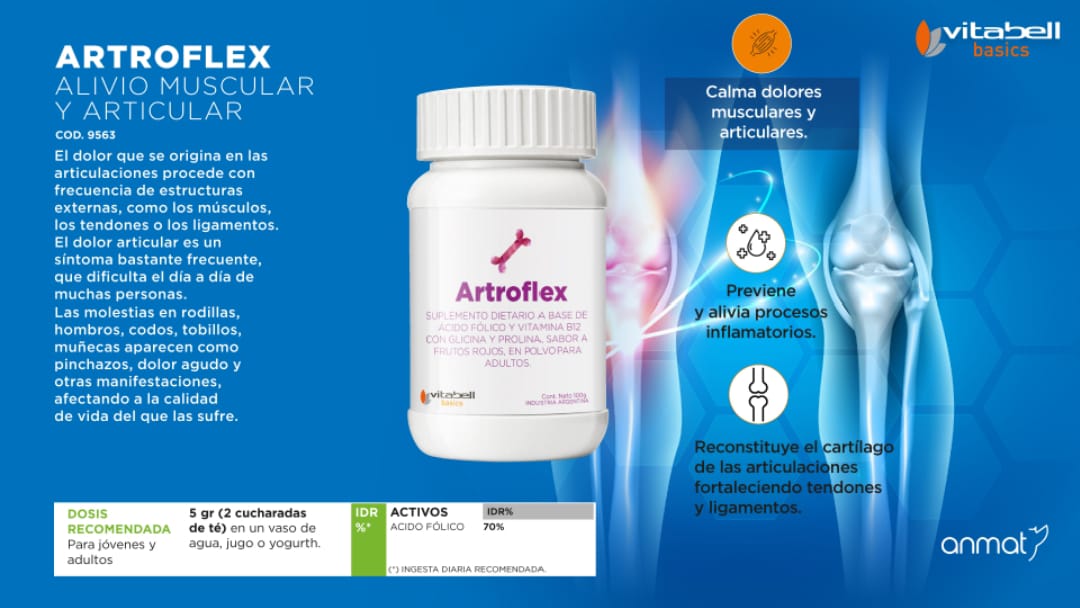 ARTROFLEX
ALIVIO MUSCULAR
Y ARTICULAR
COD. 9563
El dolor que se origina en las
articulaciones procede con
frecuencia de estructuras
externas, como los músculos,
los tendones o los ligamentos.
El dolor articular es un
síntoma bastante frecuente,
que dificulta el día a día de
muchas personas.
Las molestias en rodillas,
hombros, codos, tobillos,
muñecas aparecen como
pinchazos, dolor agudo y
otras manifestaciones,
afectando a la calidad
de vida del que las sufre.
Artroflex
SUPLEMENTO DIETARIO A BASE DE
ÁCIDO FÓLICO Y VITAMINA B12
CON GLICINA Y PROLINA, SABOR A
FRUTOS ROJOS, EN POLVO PARA
ADULTOS.
vitabell
basics
Cont. Neto 100g
INDUSTRIA ARGENTINA
vitabell
basics
Calma dolores
musculares y
articulares.
Previene
y alivia procesos
inflamatorios.
Reconstituye el cartílago
de las articulaciones
fortaleciendo tendones
y ligamentos.
DOSIS
RECOMENDADA
Para jóvenes y
adultos
5 gr (2 cucharadas
de té) en un vaso de
agua, jugo o yogurth.
IDR
%*
ACTIVOS IDR%
ACIDO FÓLICO 70%
(*) INGESTA DIARIA RECOMENDADA.
anmat